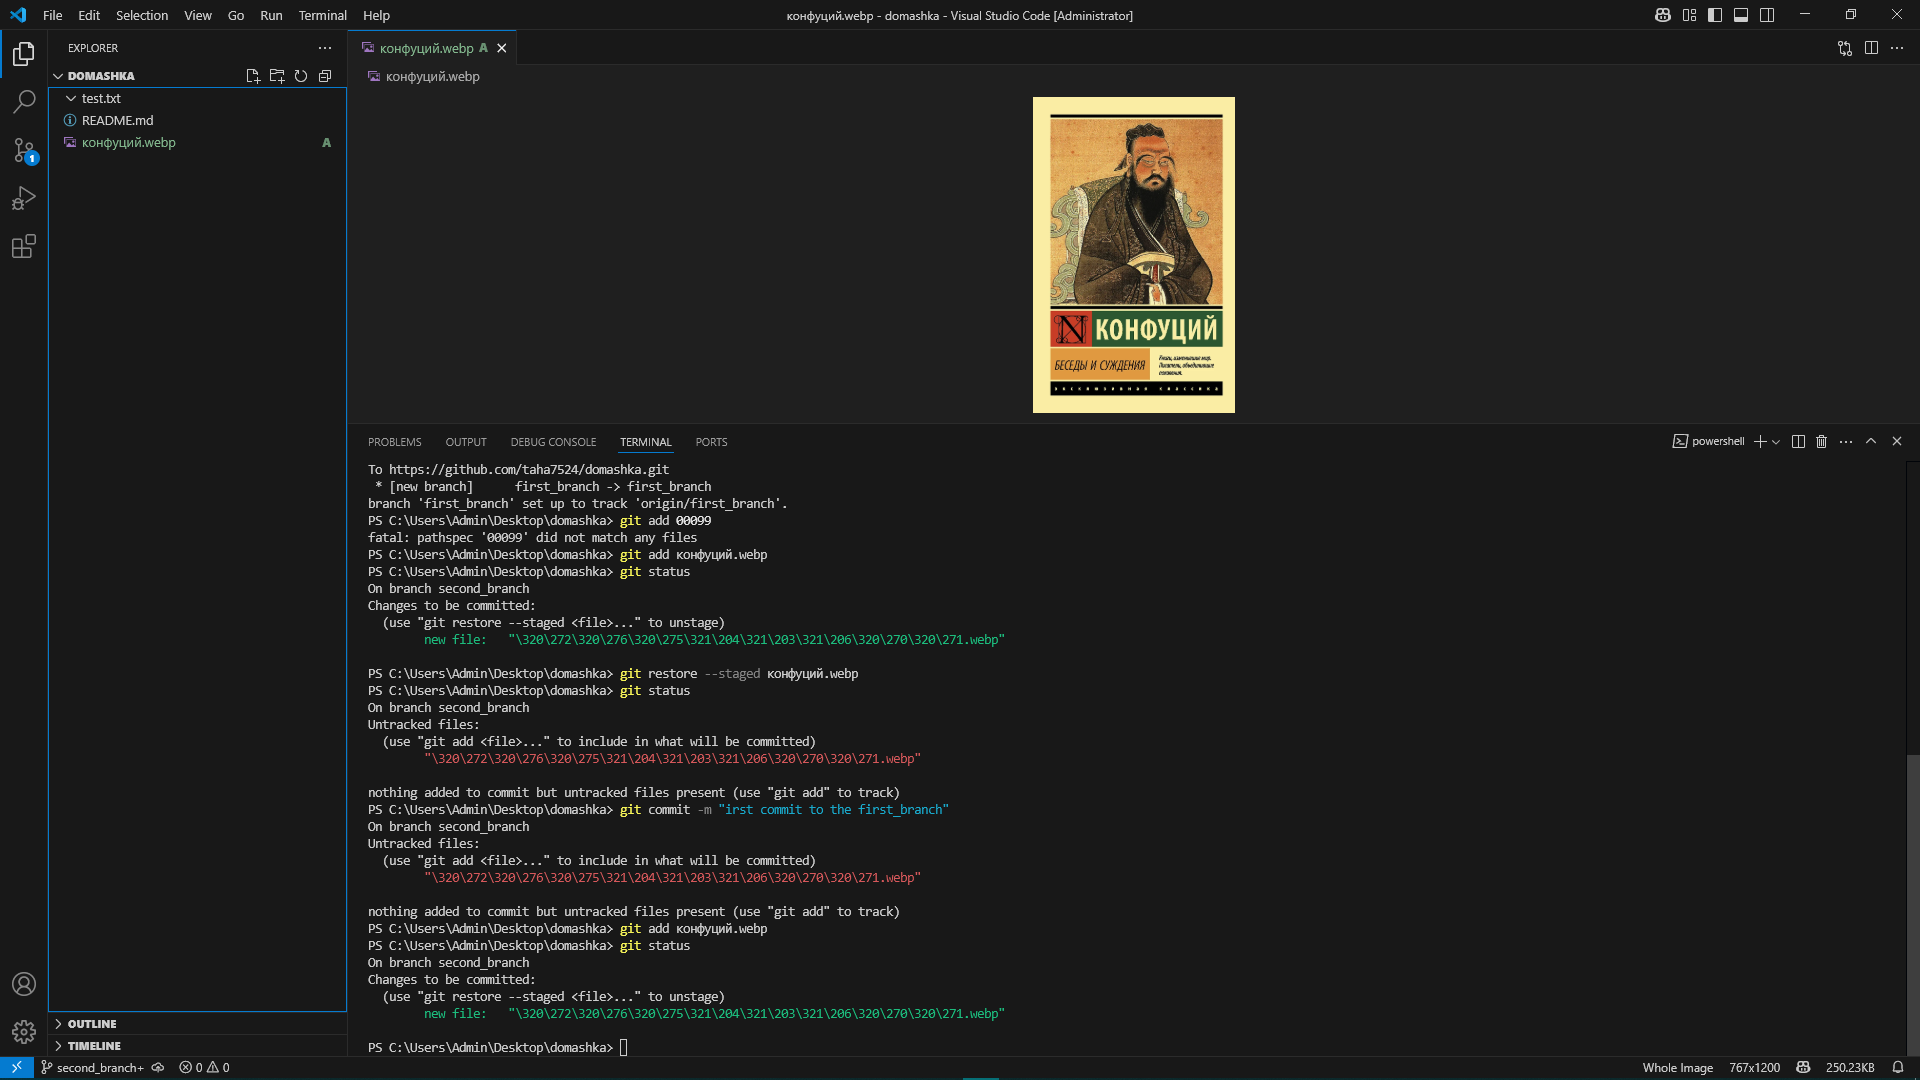 File Edit Selection View Go Run Terminal Help
конфуций.webp - domashka - Visual Studio Code [Administrator]
EXPLORER
DOMASHKA
test.txt
README.md
конфуций.webp A
1
OUTLINE
TIMELINE
конфуций.webp A
конфуций.webp
N КОНФУЦИЙ
БЕСЕДЫ И СУЖДЕНИЯ
Книги, изменившие мир.
Писатели, объединившие
поколения.
эксклюзивная классика
PROBLEMS OUTPUT DEBUG CONSOLE TERMINAL PORTS
powershell
To https://github.com/taha7524/domashka.git
 * [new branch]      first_branch -> first_branch
branch 'first_branch' set up to track 'origin/first_branch'.
PS C:\Users\Admin\Desktop\domashka> git add 00099
fatal: pathspec '00099' did not match any files
PS C:\Users\Admin\Desktop\domashka> git add конфуций.webp
PS C:\Users\Admin\Desktop\domashka> git status
On branch second_branch
Changes to be committed:
  (use "git restore --staged <file>..." to unstage)
        new file:   "\320\272\320\276\320\275\321\204\321\203\321\206\320\270\320\271.webp"
PS C:\Users\Admin\Desktop\domashka> git restore --staged конфуций.webp
PS C:\Users\Admin\Desktop\domashka> git status
On branch second_branch
Untracked files:
  (use "git add <file>..." to include in what will be committed)
        "\320\272\320\276\320\275\321\204\321\203\321\206\320\270\320\271.webp"
nothing added to commit but untracked files present (use "git add" to track)
PS C:\Users\Admin\Desktop\domashka> git commit -m "irst commit to the first_branch"
On branch second_branch
Untracked files:
  (use "git add <file>..." to include in what will be committed)
        "\320\272\320\276\320\275\321\204\321\203\321\206\320\270\320\271.webp"
nothing added to commit but untracked files present (use "git add" to track)
PS C:\Users\Admin\Desktop\domashka> git add конфуций.webp
PS C:\Users\Admin\Desktop\domashka> git status
On branch second_branch
Changes to be committed:
  (use "git restore --staged <file>..." to unstage)
        new file:   "\320\272\320\276\320\275\321\204\321\203\321\206\320\270\320\271.webp"
PS C:\Users\Admin\Desktop\domashka>
second_branch+ 0 0
Whole Image 767x1200 250.23KB